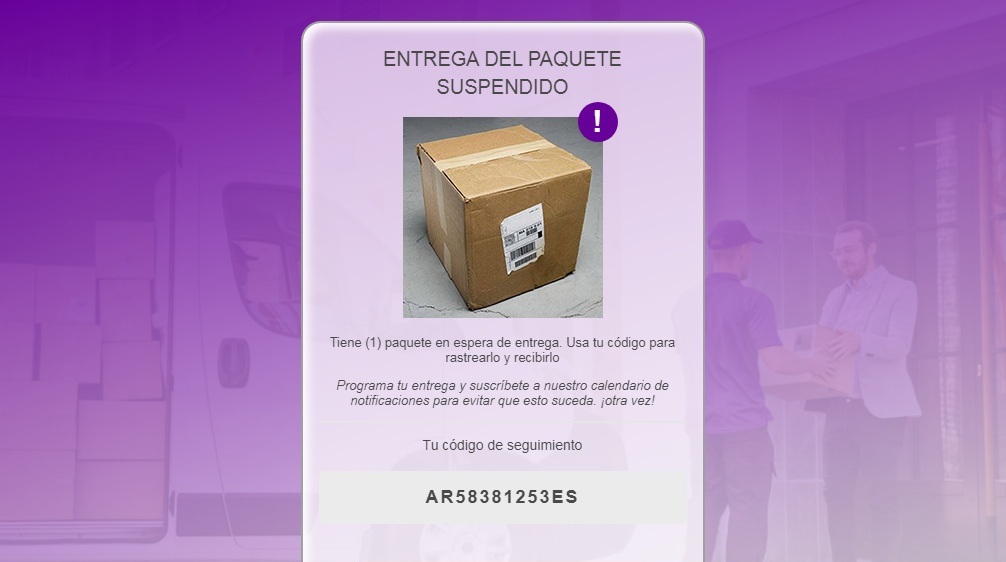 ENTREGA DEL PAQUETE
SUSPENDIDO
!
Tiene (1) paquete en espera de entrega. Usa tu código para
rastrearlo y recibirlo
Programa tu entrega y suscríbete a nuestro calendario de
notificaciones para evitar que esto suceda. ¡otra vez!
Tu código de seguimiento
AR58381253ES